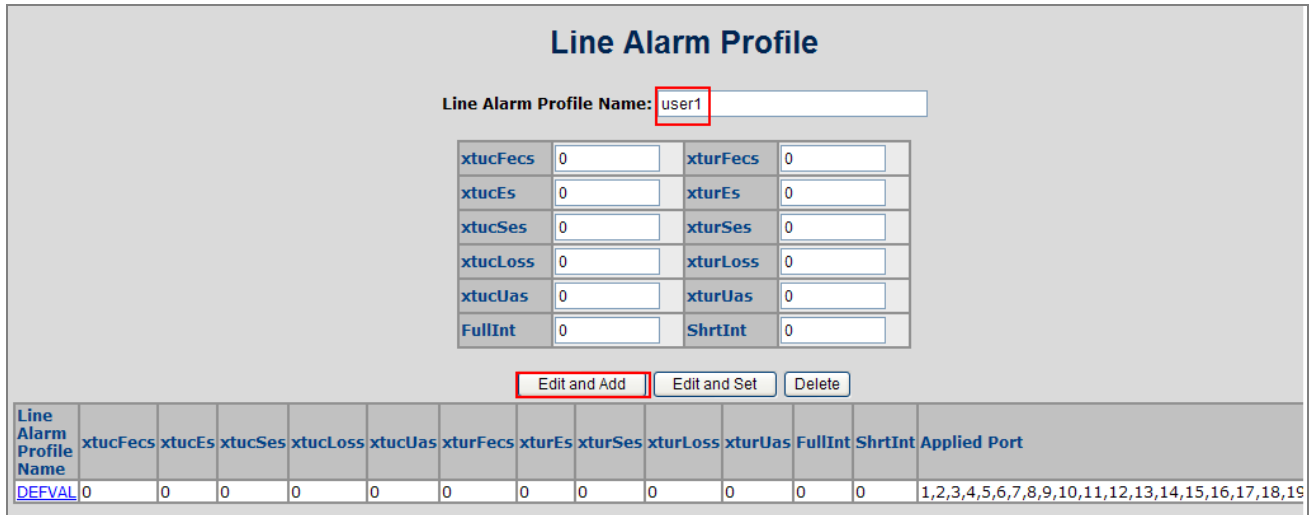 Line Alarm Profile
Line Alarm Profile Name: user1
xtucFecs 0 xturFecs 0
xtucEs 0 xturEs 0
xtucSes 0 xturSes 0
xtucLoss 0 xturLoss 0
xtucUas 0 xturUas 0
FullInt 0 ShrtInt 0
Edit and Add Edit and Set Delete
Line Alarm Profile Name xtucFecs xtucEs xtucSes xtucLoss xtucUas xturFecs xturEs xturSes xturLoss xturUas FullInt ShrtInt Applied Port
DEFVAL 0 0 0 0 0 0 0 0 0 0 0 0 1,2,3,4,5,6,7,8,9,10,11,12,13,14,15,16,17,18,19